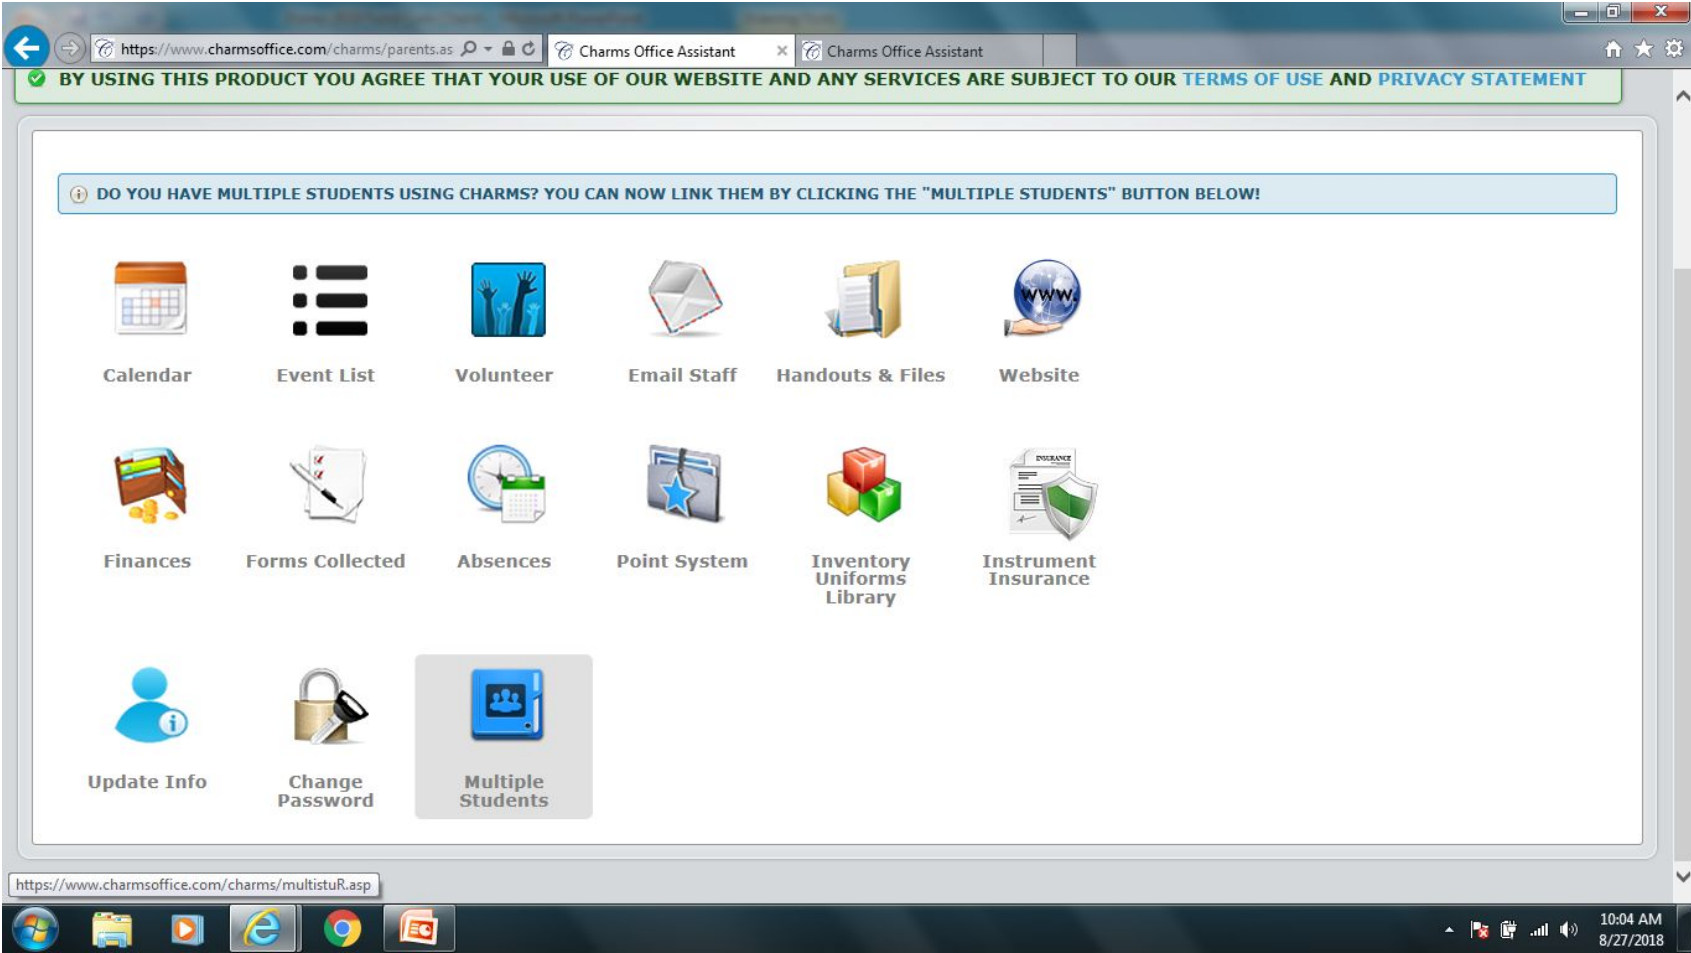 https://www.charmsoffice.com/charms/parents.as
Charms Office Assistant
Charms Office Assistant
BY USING THIS PRODUCT YOU AGREE THAT YOUR USE OF OUR WEBSITE AND ANY SERVICES ARE SUBJECT TO OUR TERMS OF USE AND PRIVACY STATEMENT
DO YOU HAVE MULTIPLE STUDENTS USING CHARMS? YOU CAN NOW LINK THEM BY CLICKING THE "MULTIPLE STUDENTS" BUTTON BELOW!
www.
Calendar
Event List
Volunteer
Email Staff
Handouts & Files
Website
INSURANCE
Finances
Forms Collected
Absences
Point System
Inventory
Uniforms
Library
Instrument
Insurance
Update Info
Change
Password
Multiple
Students
https://www.charmsoffice.com/charms/multistuR.asp
10:04 AM
8/27/2018